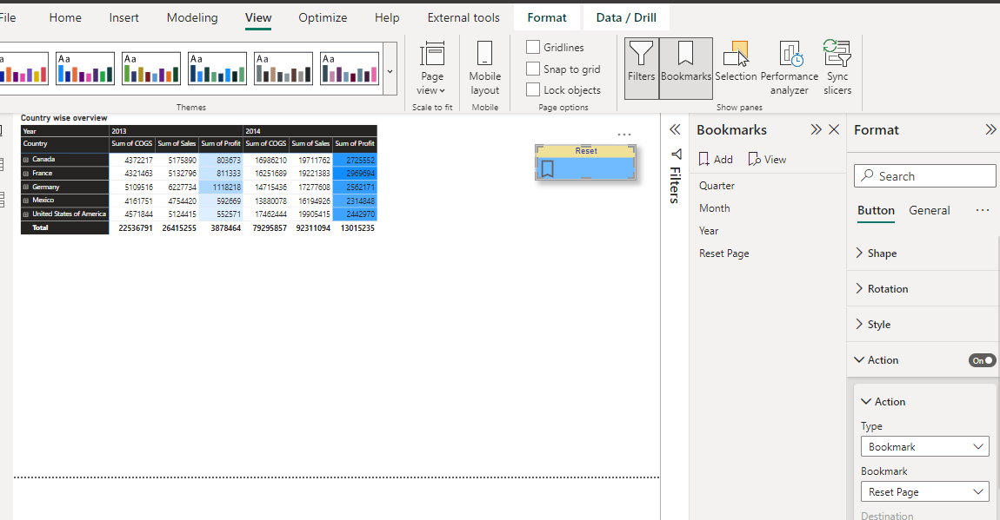 File Home Insert Modeling View Optimize Help External tools Format Data / Drill
a Aa Aa Aa Aa Aa
Page view
Mobile layout
Gridlines
Snap to grid
Lock objects
Filters Bookmarks Selection Performance analyzer Sync slicers
Themes Scale to fit Mobile Page options Show panes
Country wise overview
Year 2013 2014
Country Sum of COGS Sum of Sales Sum of Profit Sum of COGS Sum of Sales Sum of Profit
Canada 4372217 5175890 803673 16986210 19711762 2725552
France 4321463 5132796 811333 16251689 19221383 2969694
Germany 5109516 6227734 1118218 14715436 17277608 2562171
Mexico 4161751 4754420 592669 13880078 16194926 2314848
United States of America 4571844 5124415 552571 17462444 19905415 2442970
Total 22536791 26415255 3878464 79295857 92311094 13015235
Reset
Filters
Bookmarks
Add View
Quarter
Month
Year
Reset Page
Format
Search
Button General
Shape
Rotation
Style
Action On
Action
Type
Bookmark
Bookmark
Reset Page
Destination